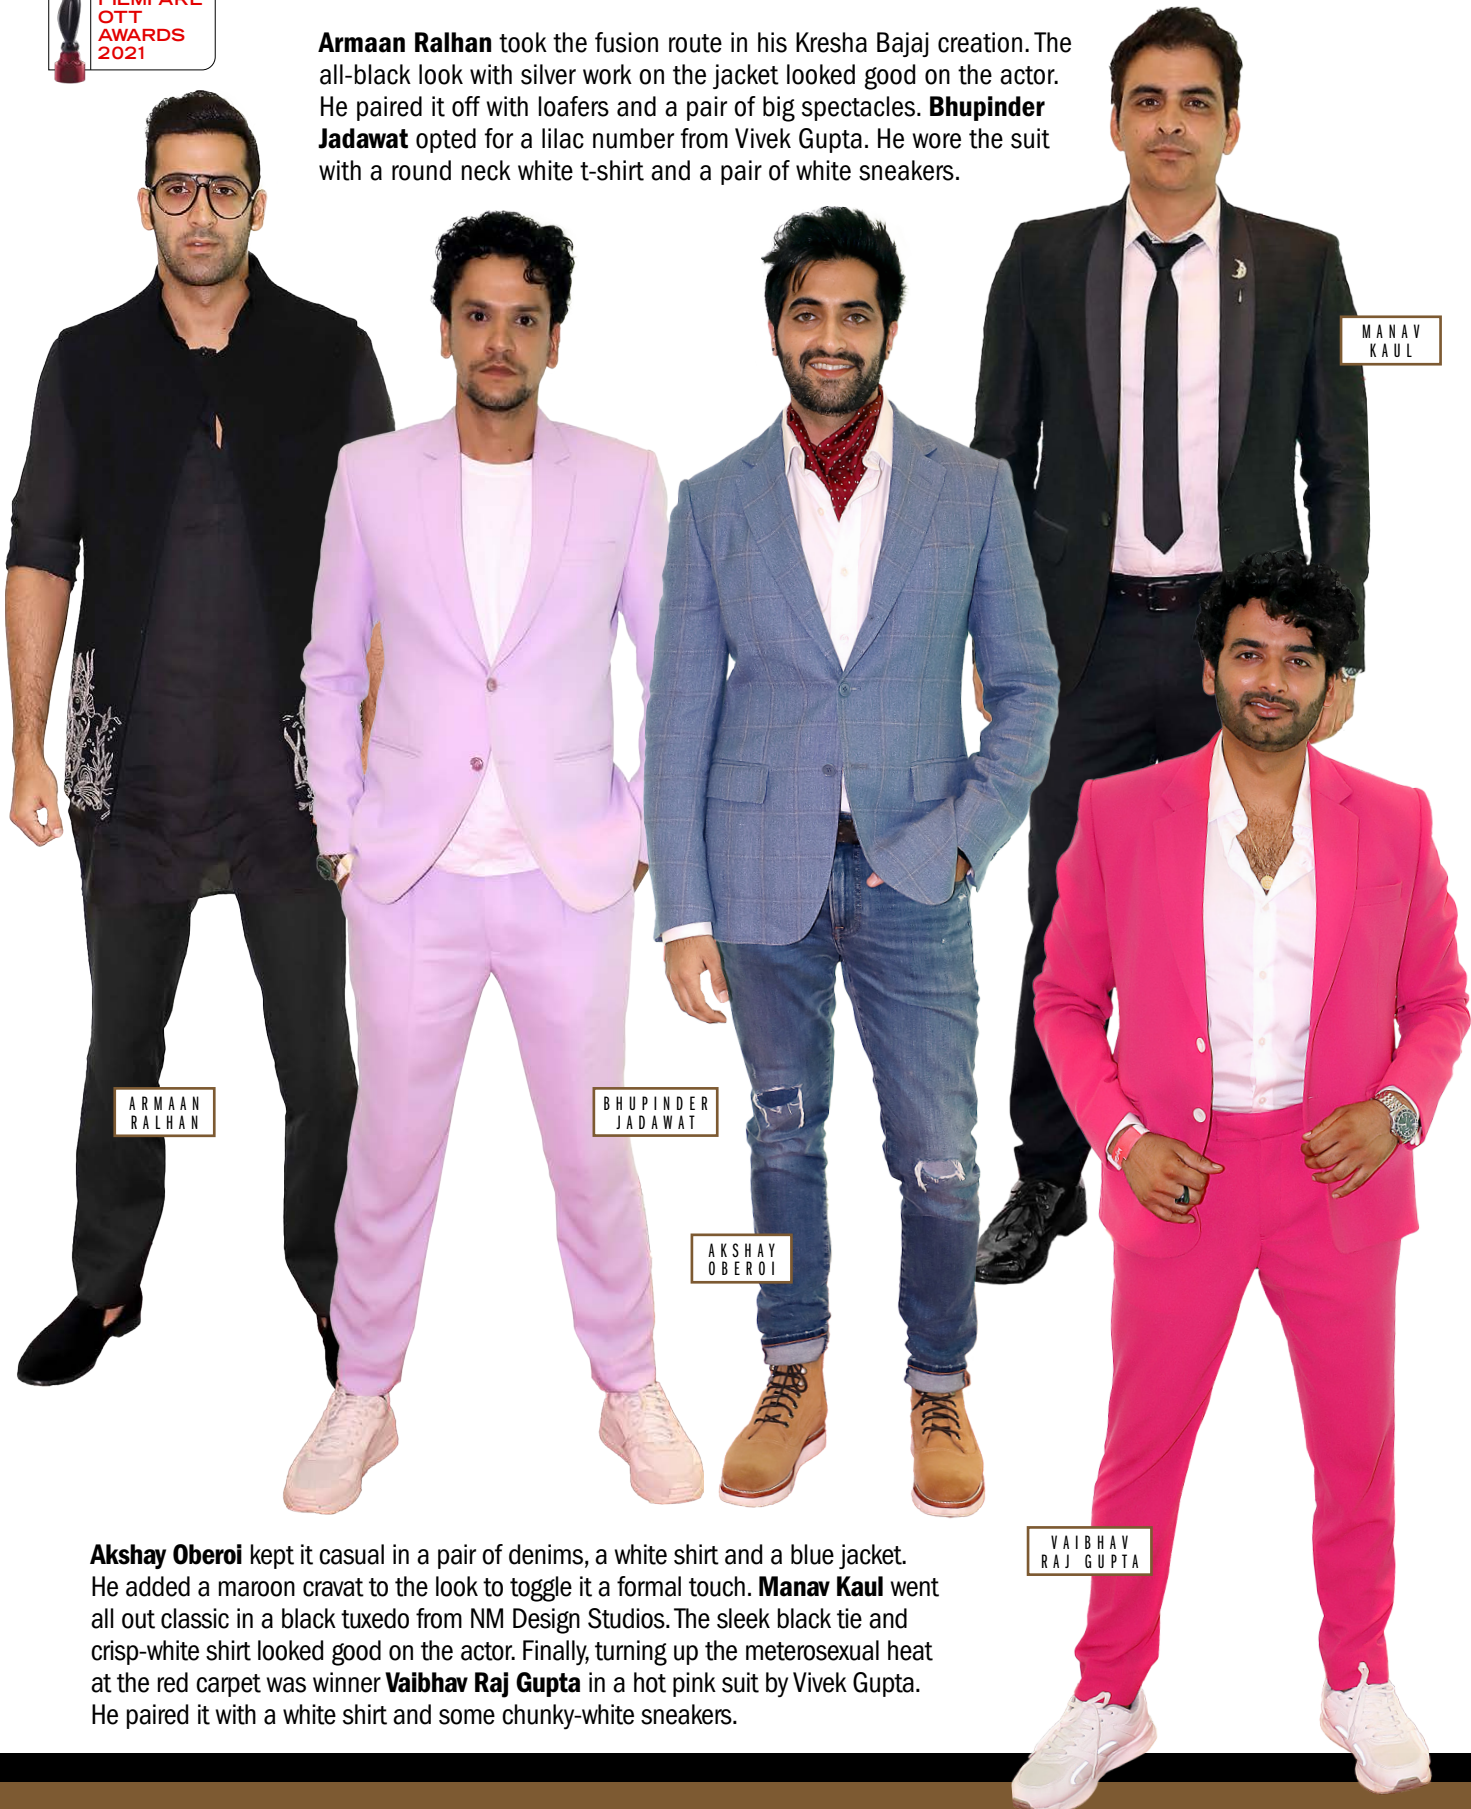 FILMFARE
OTT
AWARDS
2021
Armaan Ralhan took the fusion route in his Kresha Bajaj creation. The
all-black look with silver work on the jacket looked good on the actor.
He paired it off with loafers and a pair of big spectacles. Bhupinder
Jadawat opted for a lilac number from Vivek Gupta. He wore the suit
with a round neck white t-shirt and a pair of white sneakers.
MANAV
KAUL
ARMAAN
RALHAN
BHUPINDER
JADAWAT
AKSHAY
OBEROI
VAIBHAV
RAJ GUPTA
Akshay Oberoi kept it casual in a pair of denims, a white shirt and a blue jacket.
He added a maroon cravat to the look to toggle it a formal touch. Manav Kaul went
all out classic in a black tuxedo from NM Design Studios. The sleek black tie and
crisp-white shirt looked good on the actor. Finally, turning up the meterosexual heat
at the red carpet was winner Vaibhav Raj Gupta in a hot pink suit by Vivek Gupta.
He paired it with a white shirt and some chunky-white sneakers.